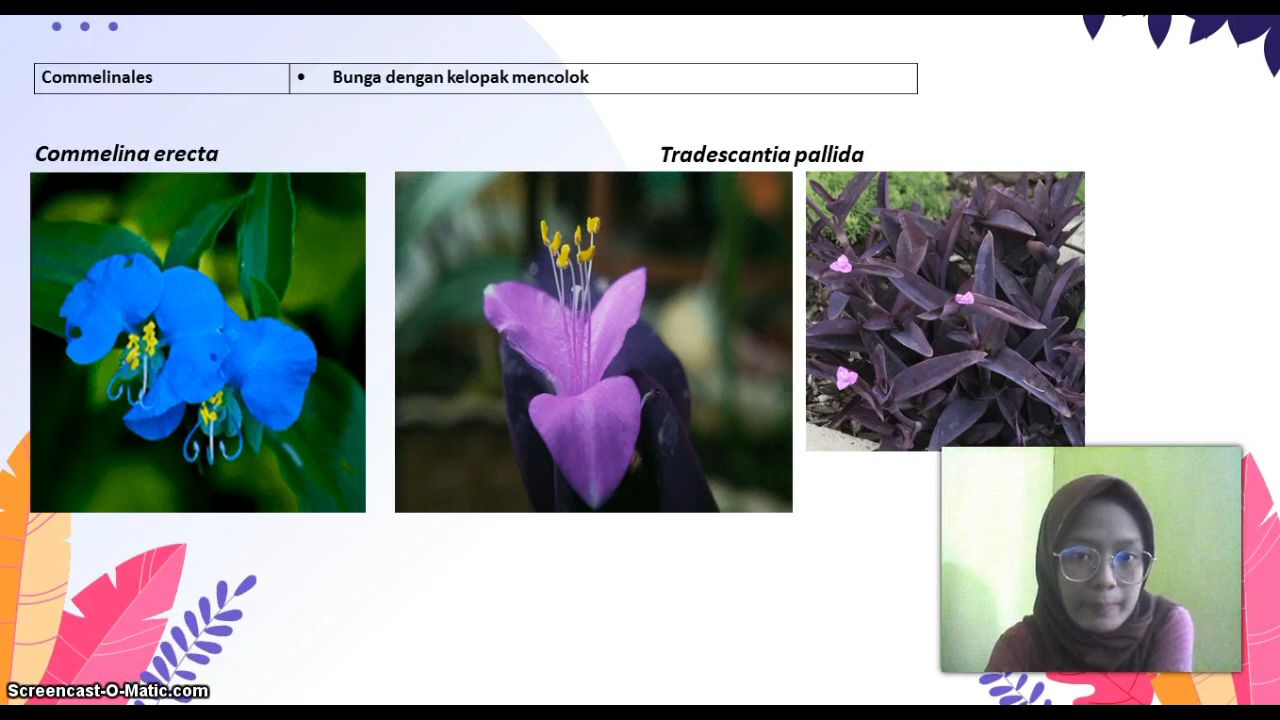 Commelinales • Bunga dengan kelopak mencolok
Commelina erecta
Tradescantia pallida
Screencast-O-Matic.com